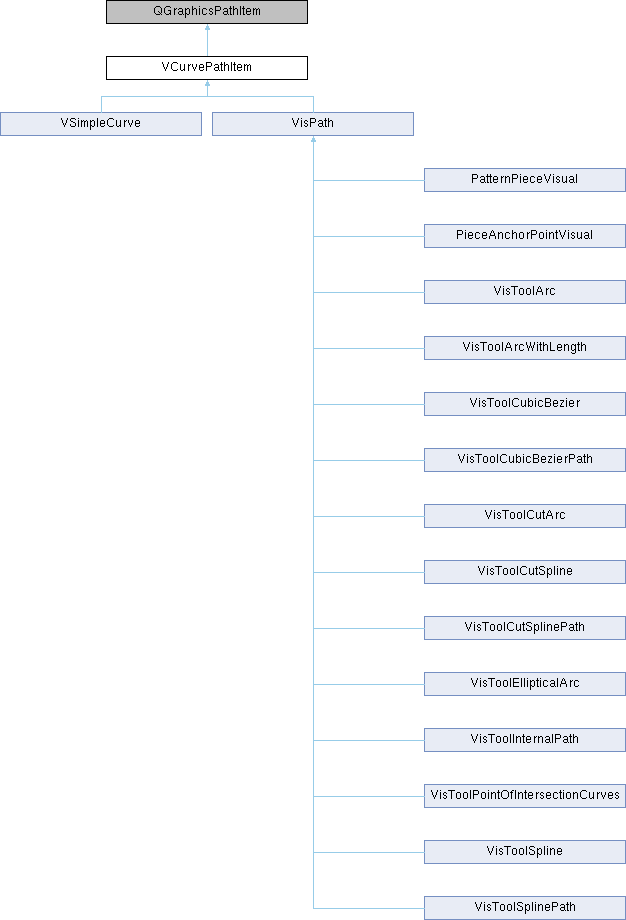 QGraphicsPathItem
VCurvePathItem
VSimpleCurve
VisPath
PatternPieceVisual
PieceAnchorPointVisual
VisToolArc
VisToolArcWithLength
VisToolCubicBezier
VisToolCubicBezierPath
VisToolCutArc
VisToolCutSpline
VisToolCutSplinePath
VisToolEllipticalArc
VisToolInternalPath
VisToolPointOfIntersectionCurves
VisToolSpline
VisToolSplinePath